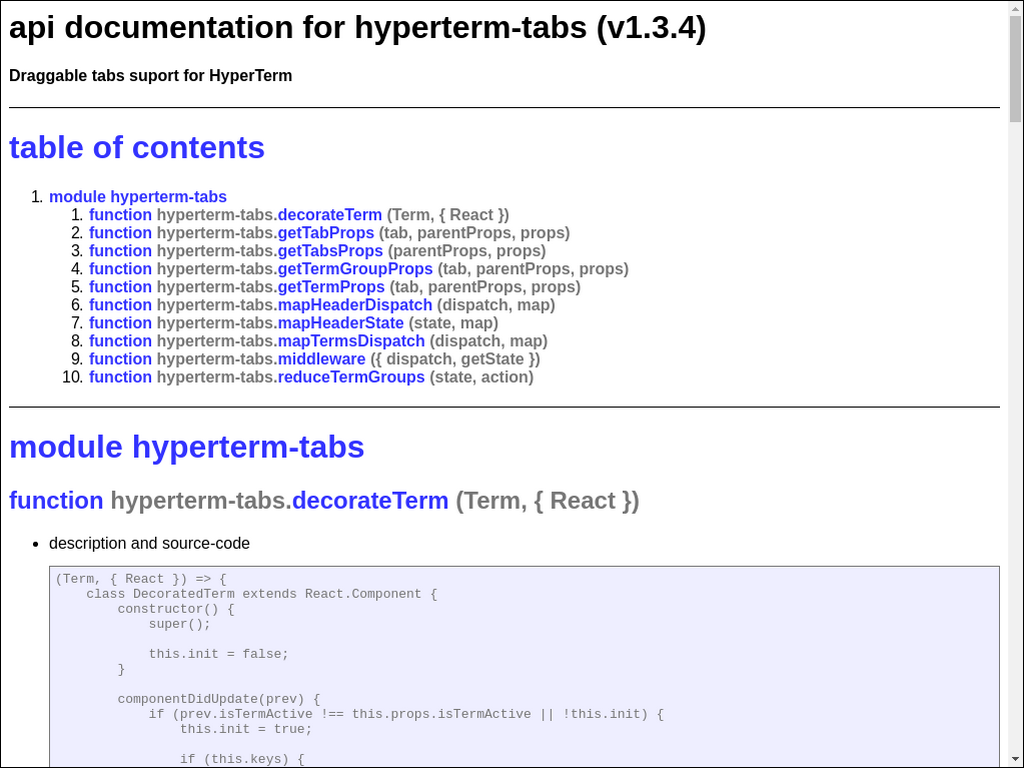 api documentation for hyperterm-tabs (v1.3.4)
Draggable tabs suport for HyperTerm
table of contents
1. module hyperterm-tabs
1. function hyperterm-tabs.decorateTerm (Term, { React })
2. function hyperterm-tabs.getTabProps (tab, parentProps, props)
3. function hyperterm-tabs.getTabsProps (parentProps, props)
4. function hyperterm-tabs.getTermGroupProps (tab, parentProps, props)
5. function hyperterm-tabs.getTermProps (tab, parentProps, props)
6. function hyperterm-tabs.mapHeaderDispatch (dispatch, map)
7. function hyperterm-tabs.mapHeaderState (state, map)
8. function hyperterm-tabs.mapTermsDispatch (dispatch, map)
9. function hyperterm-tabs.middleware ({ dispatch, getState })
10. function hyperterm-tabs.reduceTermGroups (state, action)
module hyperterm-tabs
function hyperterm-tabs.decorateTerm (Term, { React })
• description and source-code
(Term, { React }) => {
    class DecoratedTerm extends React.Component {
        constructor() {
            super();
            this.init = false;
        }
        componentDidUpdate(prev) {
            if (prev.isTermActive !== this.props.isTermActive || !this.init) {
                this.init = true;
                if (this.keys) {